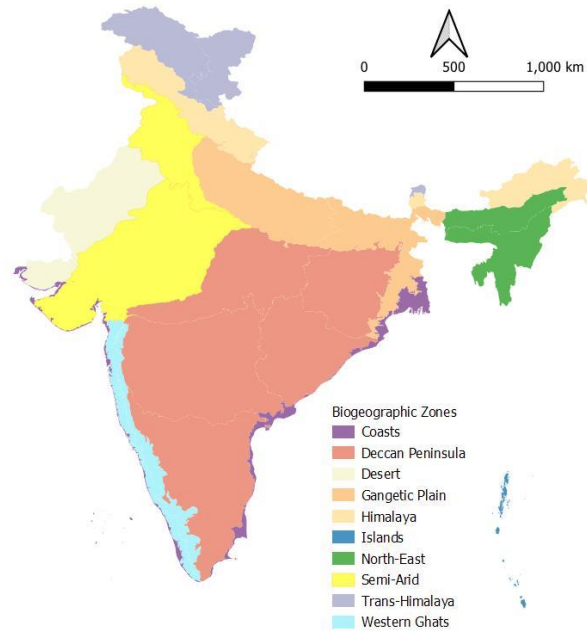 0 500 1,000 km
Biogeographic Zones
Coasts
Deccan Peninsula
Desert
Gangetic Plain
Himalaya
Islands
North-East
Semi-Arid
Trans-Himalaya
Western Ghats